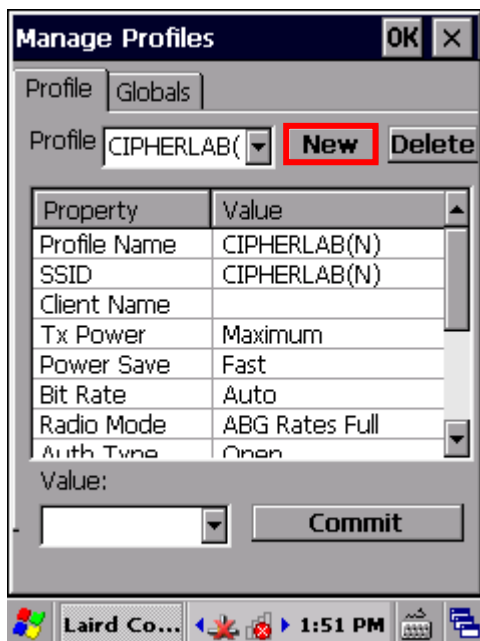 Manage Profiles OK ×
Profile Globals
Profile CIPHERLAB( New Delete
Property Value
Profile Name CIPHERLAB(N)
SSID CIPHERLAB(N)
Client Name
Tx Power Maximum
Power Save Fast
Bit Rate Auto
Radio Mode ABG Rates Full
Auth Type Open
Value:
Commit
Laird Co... 1:51 PM